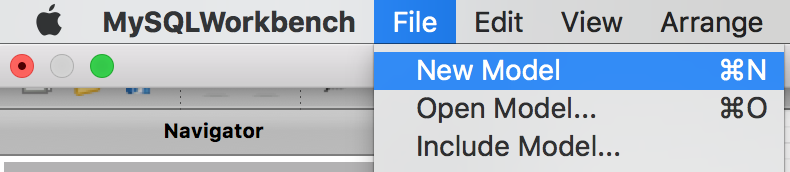 MySQLWorkbench File Edit View Arrange
New Model ⌘N
Open Model... ⌘O
Navigator
Include Model...